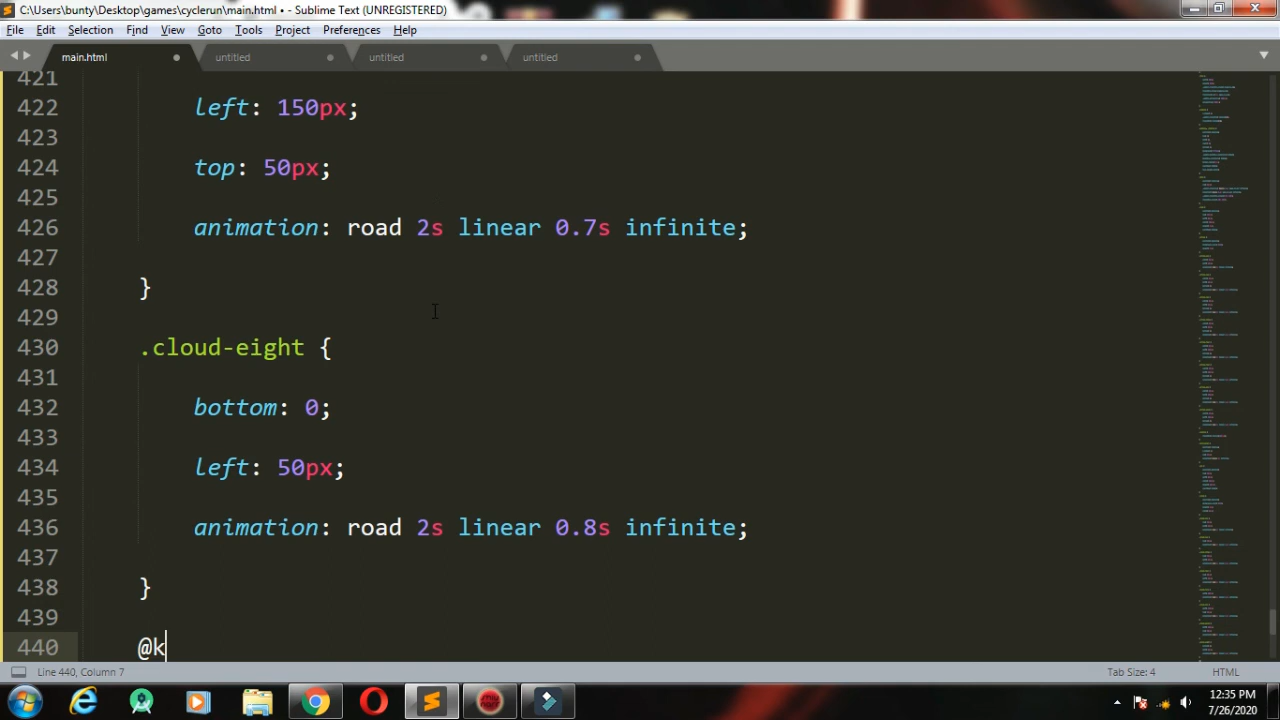 C:\Users\bunty\Desktop\games\cyclerun\main.html • - Sublime Text (UNREGISTERED)
File Edit Selection Find View Goto Tools Project Preferences Help
main.html untitled untitled untitled
421
422 left: 150px;
423
424 top: 50px;
425
426 animation: road 2s linear 0.7s infinite;
427
428 }
429
430 .cloud-eight {
431
432 bottom: 0;
433
434 left: 50px;
435
436 animation: road 2s linear 0.8s infinite;
437
438 }
439
440 @k
Line 440, Column 7 Tab Size: 4 HTML
12:35 PM
7/26/2020